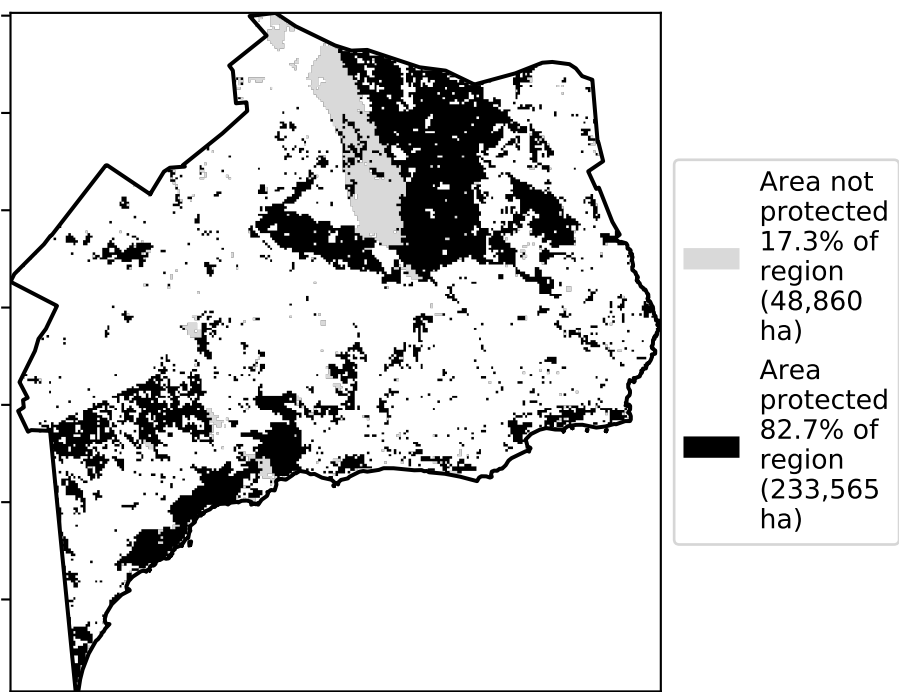 Area not
protected
17.3% of
region
(48,860
ha)
Area
protected
82.7% of
region
(233,565
ha)